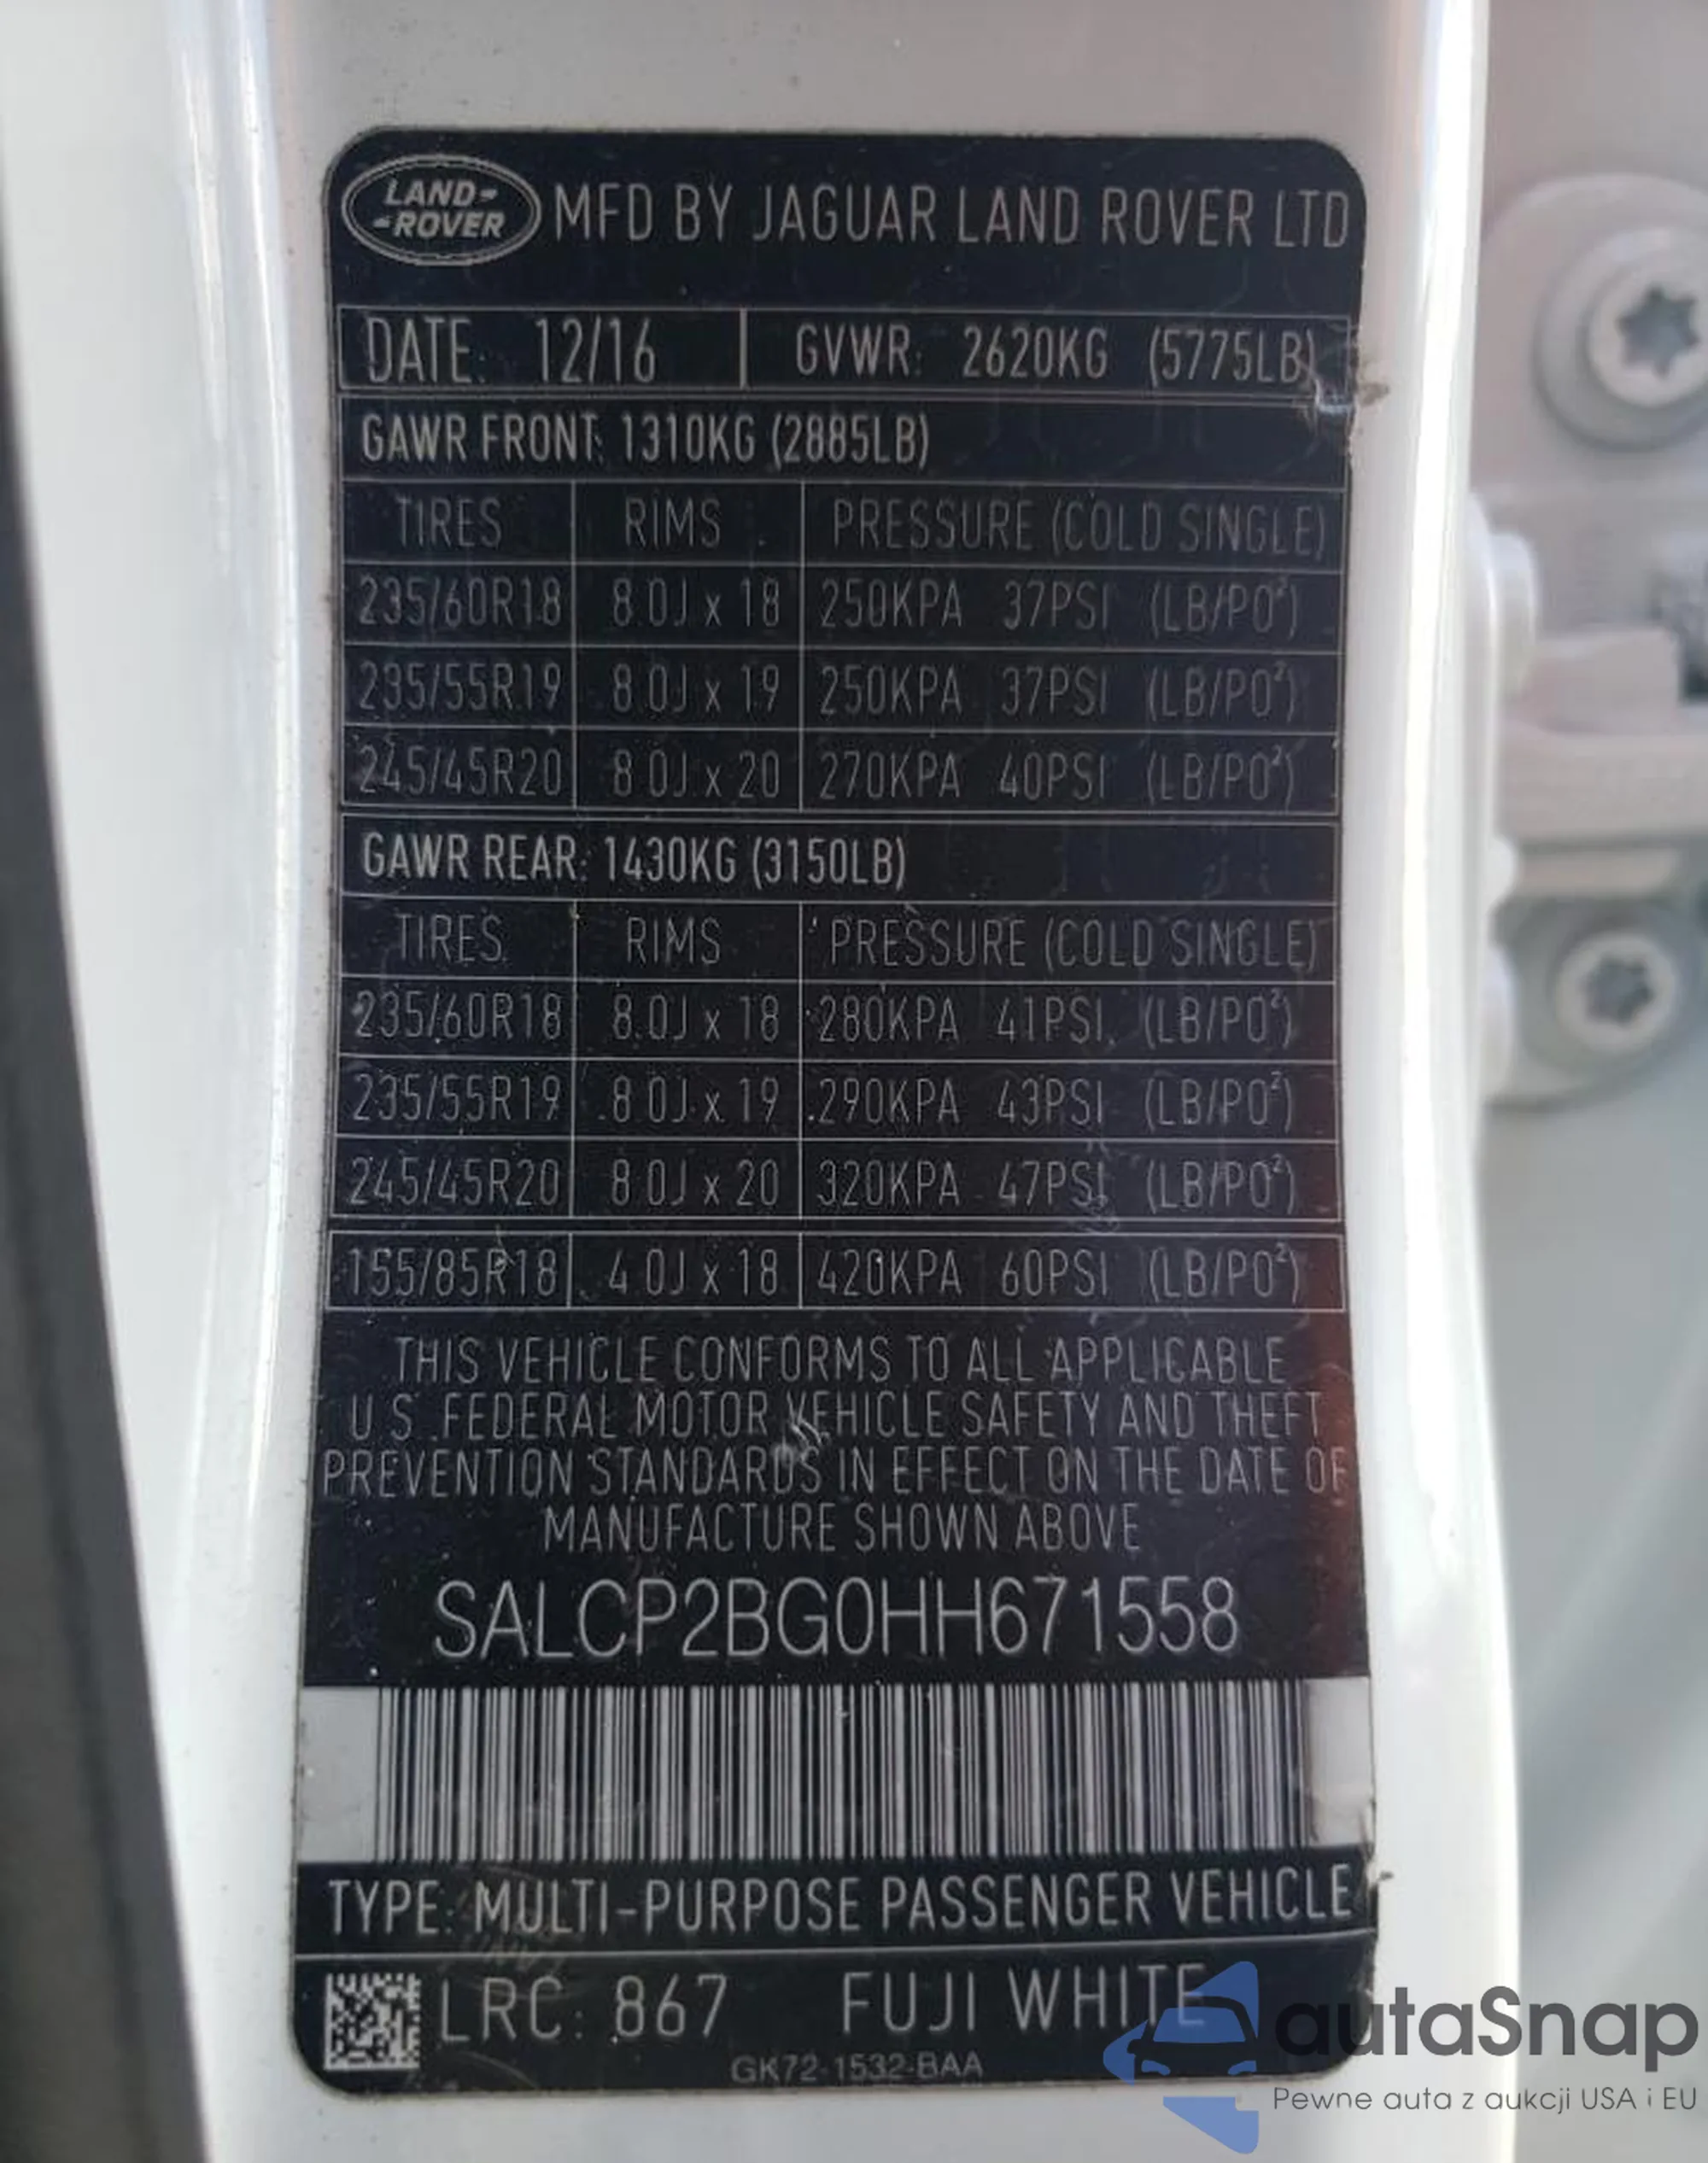 LAND-
-ROVER
MFD BY JAGUAR LAND ROVER LTD
DATE: 12/16 GVWR: 2620KG (5775LB)
GAWR FRONT: 1310KG (2885LB)
TIRES RIMS PRESSURE (COLD SINGLE)
235/60R18 8.0J x 18 250KPA 37PSI (LB/PO²)
235/55R19 8.0J x 19 250KPA 37PSI (LB/PO²)
245/45R20 8.0J x 20 270KPA 40PSI (LB/PO²)
GAWR REAR: 1430KG (3150LB)
TIRES RIMS PRESSURE (COLD SINGLE)
235/60R18 8.0J x 18 280KPA 41PSI (LB/PO²)
235/55R19 8.0J x 19 290KPA 43PSI (LB/PO²)
245/45R20 8.0J x 20 320KPA 47PSI (LB/PO²)
155/85R18 4.0J x 18 420KPA 60PSI (LB/PO²)
THIS VEHICLE CONFORMS TO ALL APPLICABLE
U.S. FEDERAL MOTOR VEHICLE SAFETY AND THEFT
PREVENTION STANDARDS IN EFFECT ON THE DATE OF
MANUFACTURE SHOWN ABOVE
SALCP2BG0HH671558
TYPE: MULTI-PURPOSE PASSENGER VEHICLE
LRC: 867 FUJI WHITE
GK72-1532-BAA
autaSnap
Pewne auta z aukcji USA i EU